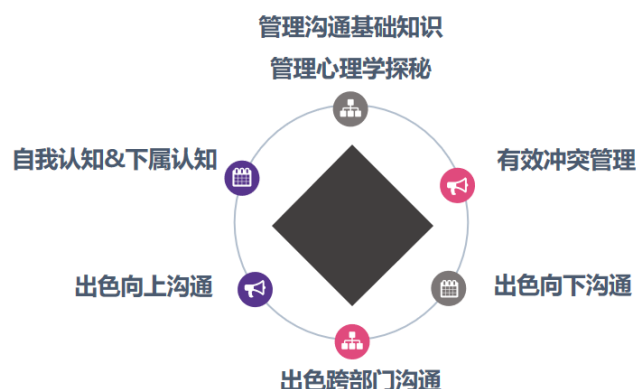 管理沟通基础知识
管理心理学探秘
自我认知&下属认知
有效冲突管理
出色向上沟通
出色向下沟通
出色跨部门沟通